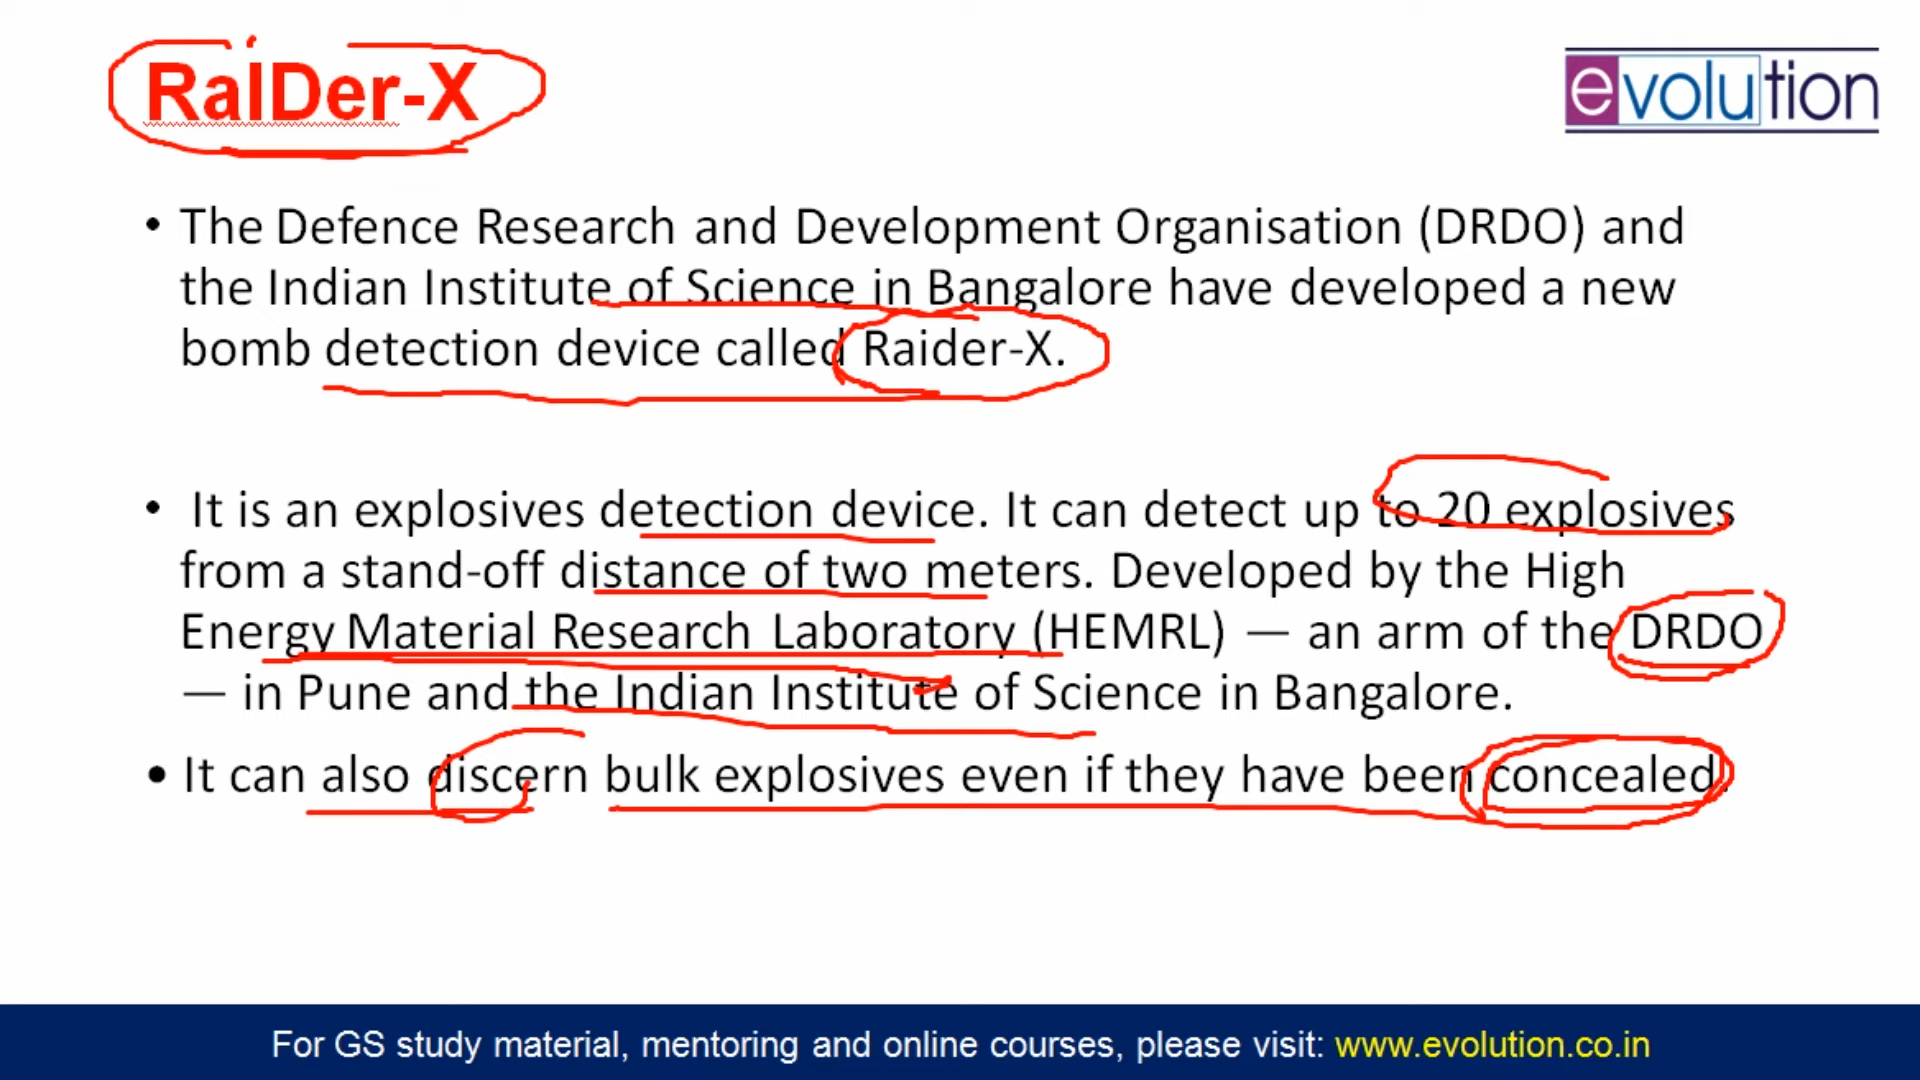 RaIDer-X
evolution
• The Defence Research and Development Organisation (DRDO) and
the Indian Institute of Science in Bangalore have developed a new
bomb detection device called Raider-X.
• It is an explosives detection device. It can detect up to 20 explosives
from a stand-off distance of two meters. Developed by the High
Energy Material Research Laboratory (HEMRL) — an arm of the DRDO
— in Pune and the Indian Institute of Science in Bangalore.
• It can also discern bulk explosives even if they have been concealed.
For GS study material, mentoring and online courses, please visit: www.evolution.co.in